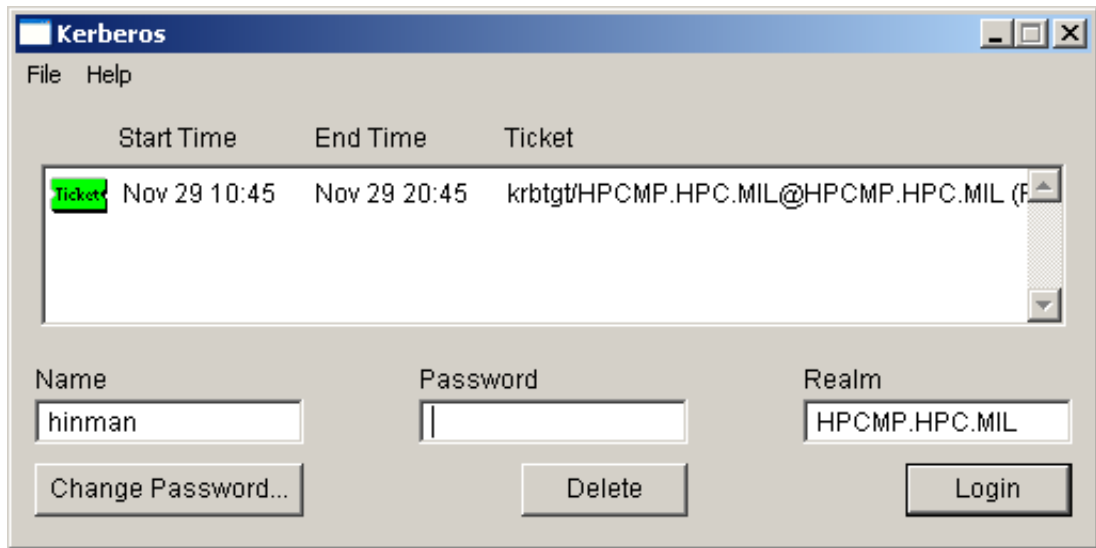 Kerberos
File Help
Start Time End Time Ticket
Ticket Nov 29 10:45 Nov 29 20:45 krbtgt/HPCMP.HPC.MIL@HPCMP.HPC.MIL
Name Password Realm
hinman HPCMP.HPC.MIL
Change Password... Delete Login